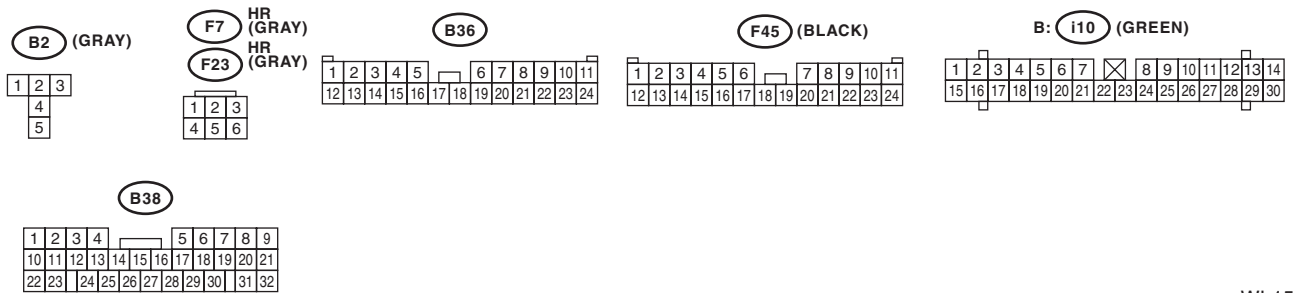 B2 (GRAY)
F7 HR (GRAY)
F23 HR (GRAY)
B36
F45 (BLACK)
B: i10 (GREEN)
1 2 3
4
5
1 2 3
4 5 6
1 2 3 4 5 6 7 8 9 10 11
12 13 14 15 16 17 18 19 20 21 22 23 24
1 2 3 4 5 6 7 8 9 10 11
12 13 14 15 16 17 18 19 20 21 22 23 24
1 2 3 4 5 6 7 8 9 10 11 12 13 14
15 16 17 18 19 20 21 22 23 24 25 26 27 28 29 30
B38
1 2 3 4 5 6 7 8 9
10 11 12 13 14 15 16 17 18 19 20 21
22 23 24 25 26 27 28 29 30 31 32